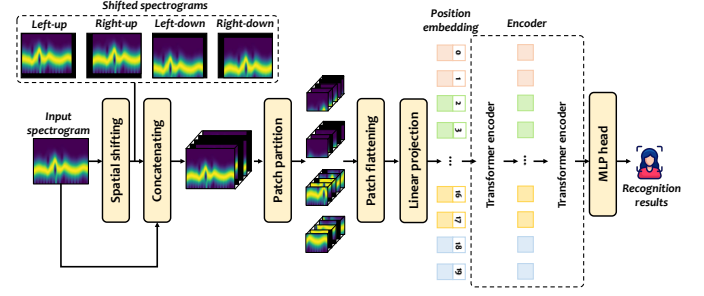 Shifted spectrograms
Left-up
Right-up
Left-down
Right-down
Position
embedding
Encoder
Input
spectrogram
Spatial shifting
Concatenating
Patch partition
Patch flattening
Linear projection
0
1
2
3
...
16
17
18
19
Transformer encoder
...
...
Transformer encoder
MLP head
Recognition
results